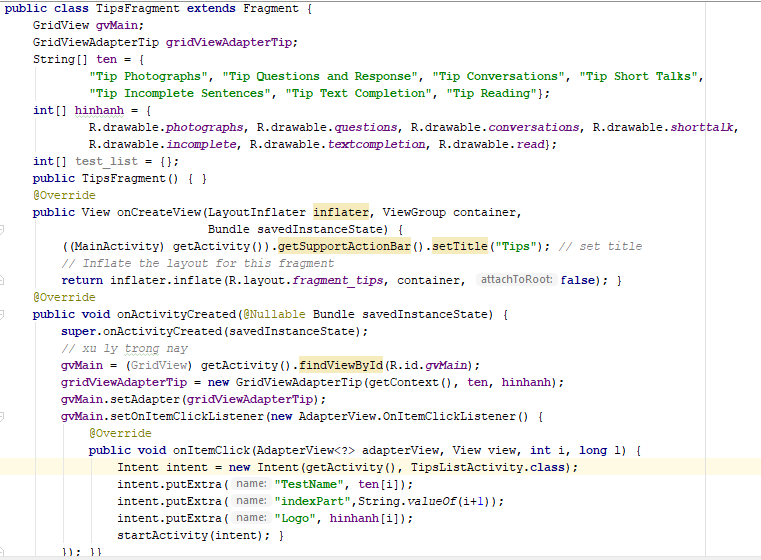 public class TipsFragment extends Fragment {
    GridView gvMain;
    GridViewAdapterTip gridViewAdapterTip;
    String[] ten = {
            "Tip Photographs", "Tip Questions and Response", "Tip Conversations", "Tip Short Talks",
            "Tip Incomplete Sentences", "Tip Text Completion", "Tip Reading"};
    int[] hinhanh = {
            R.drawable.photographs, R.drawable.questions, R.drawable.conversations, R.drawable.shorttalk,
            R.drawable.incomplete, R.drawable.textcompletion, R.drawable.read};
    int[] test_list = {};
    public TipsFragment() { }
    @Override
    public View onCreateView(LayoutInflater inflater, ViewGroup container,
                             Bundle savedInstanceState) {
        ((MainActivity) getActivity()).getSupportActionBar().setTitle("Tips"); // set title
        // Inflate the layout for this fragment
        return inflater.inflate(R.layout.fragment_tips, container, attachToRoot: false); }
    @Override
    public void onActivityCreated(@Nullable Bundle savedInstanceState) {
        super.onActivityCreated(savedInstanceState);
        // xu ly trong nay
        gvMain = (GridView) getActivity().findViewById(R.id.gvMain);
        gridViewAdapterTip = new GridViewAdapterTip(getContext(), ten, hinhanh);
        gvMain.setAdapter(gridViewAdapterTip);
        gvMain.setOnItemClickListener(new AdapterView.OnItemClickListener() {
            @Override
            public void onItemClick(AdapterView<?> adapterView, View view, int i, long l) {
                Intent intent = new Intent(getActivity(), TipsListActivity.class);
                intent.putExtra( name: "TestName", ten[i]);
                intent.putExtra( name: "indexPart",String.valueOf(i+1));
                intent.putExtra( name: "Logo", hinhanh[i]);
                startActivity(intent); }
        }); }}